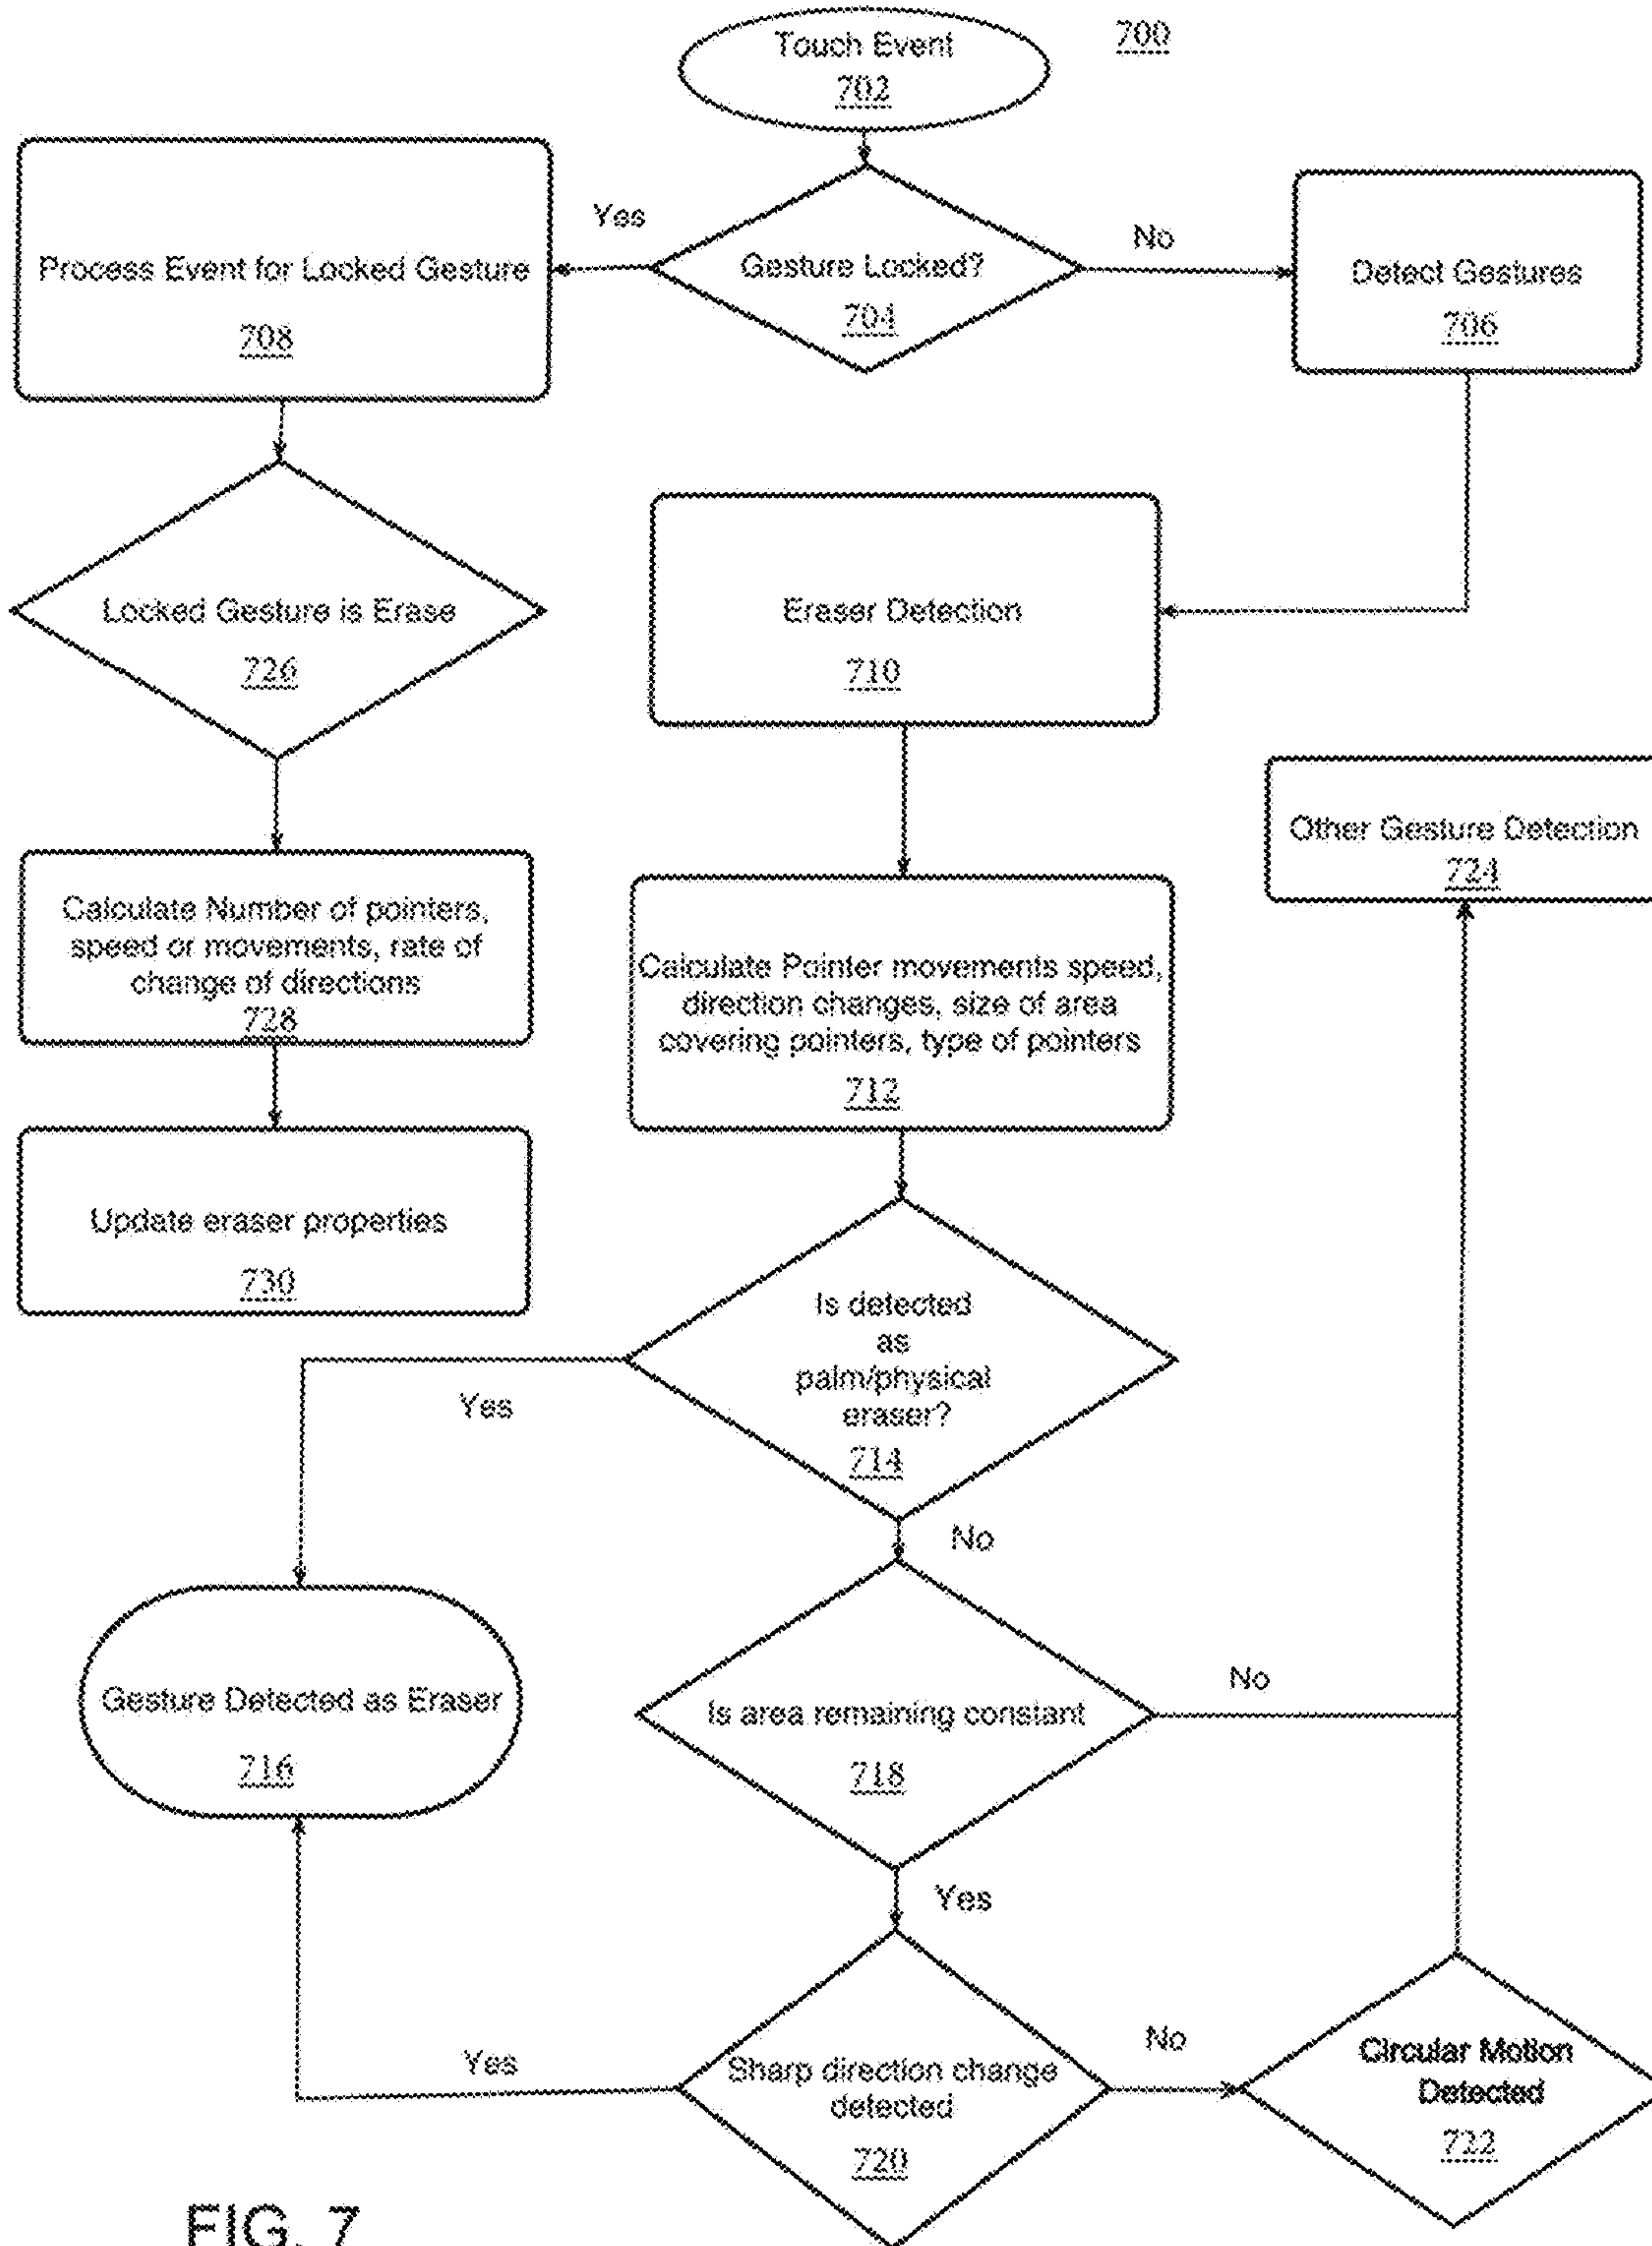 Touch Event
702
700
Yes
No
Process Event for Locked Gesture
708
Gesture Locked?
704
Detect Gestures
706
Locked Gesture is Erase
726
Eraser Detection
710
Other Gesture Detection
724
Calculate Number of pointers,
speed or movements, rate of
change of directions
728
Calculate Pointer movements speed,
direction changes, size of area
covering pointers, type of pointers
712
Update eraser properties
730
Is detected
as
palm/physical
eraser?
714
Yes
No
Gesture Detected as Eraser
716
Is area remaining constant
718
No
Yes
Yes
Sharp direction change
detected
720
No
Circular Motion
Detected
722
FIG. 7